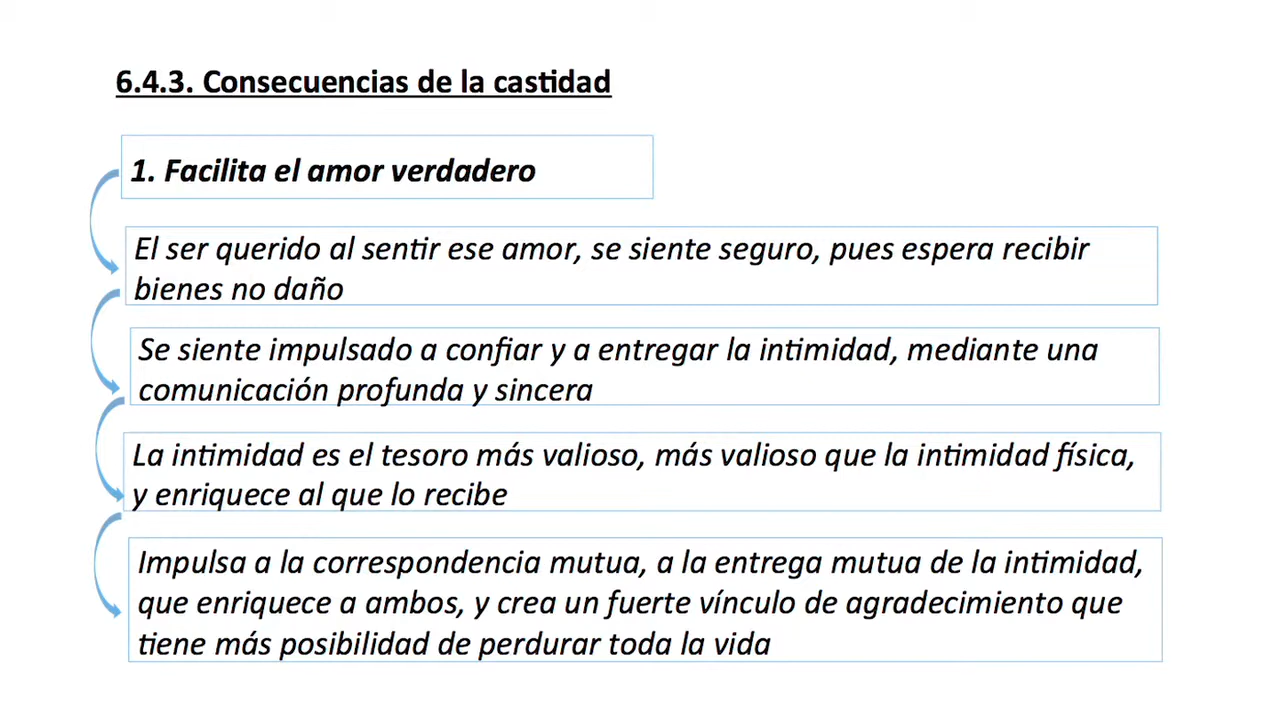 6.4.3. Consecuencias de la castidad
1. Facilita el amor verdadero
El ser querido al sentir ese amor, se siente seguro, pues espera recibir
bienes no daño
Se siente impulsado a confiar y a entregar la intimidad, mediante una
comunicación profunda y sincera
La intimidad es el tesoro más valioso, más valioso que la intimidad física,
y enriquece al que lo recibe
Impulsa a la correspondencia mutua, a la entrega mutua de la intimidad,
que enriquece a ambos, y crea un fuerte vínculo de agradecimiento que
tiene más posibilidad de perdurar toda la vida